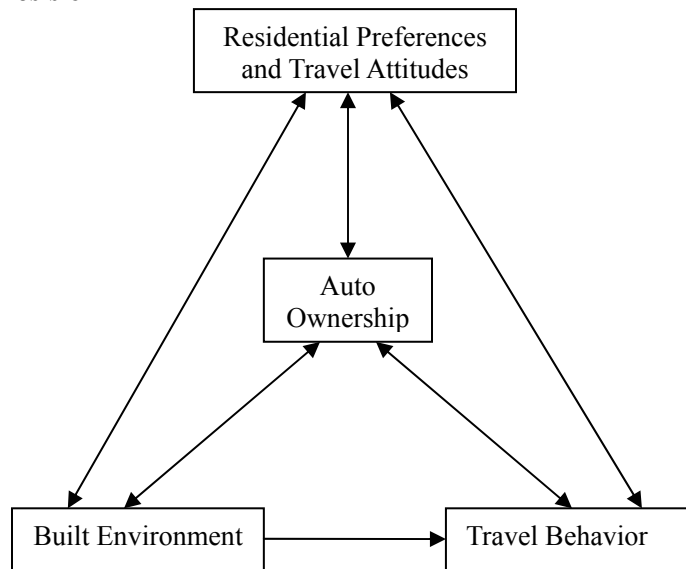 Residential Preferences
and Travel Attitudes
Auto
Ownership
Built Environment
Travel Behavior